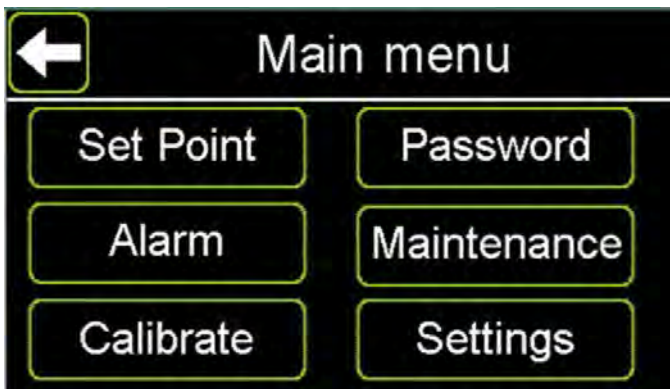 Main menu
Set Point Password
Alarm Maintenance
Calibrate Settings